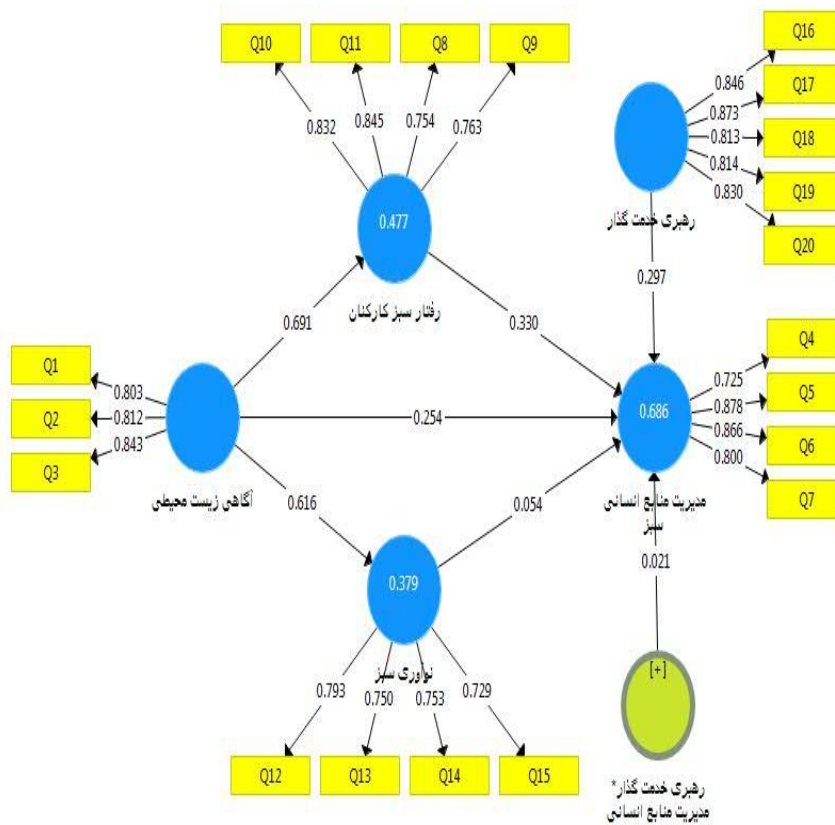 Q10
Q11
Q8
Q9
0.832
0.845
0.754
0.763
0.477
رفتار سبز کارکنان
Q16
Q17
Q18
Q19
Q20
0.846
0.873
0.813
0.814
0.830
رهبری خدمت گذار
0.297
0.691
0.330
Q1
Q2
Q3
0.803
0.812
0.843
آگاهی زیست محیطی
0.254
0.686
مدیریت منابع انسانی
سبز
Q4
Q5
Q6
Q7
0.725
0.878
0.866
0.800
0.616
0.054
0.021
0.379
نوآوری سبز
0.793
0.750
0.753
0.729
Q12
Q13
Q14
Q15
[+]
رهبری خدمت گذار*
مدیریت منابع انسانی